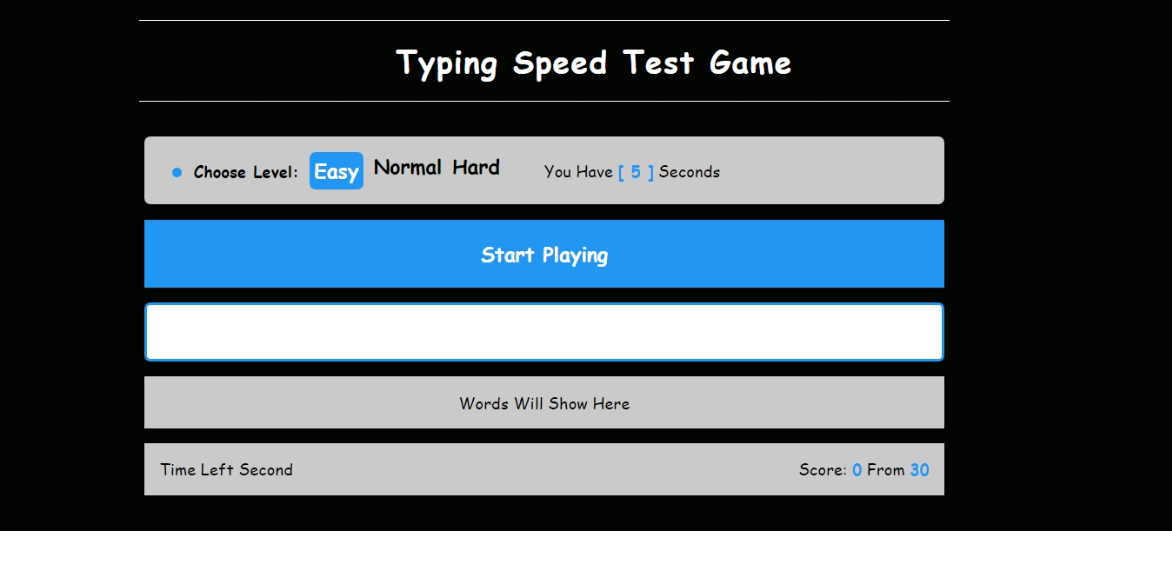 Typing Speed Test Game
Choose Level: Easy Normal Hard You Have [ 5 ] Seconds
Start Playing
Words Will Show Here
Time Left Second Score: 0 From 30